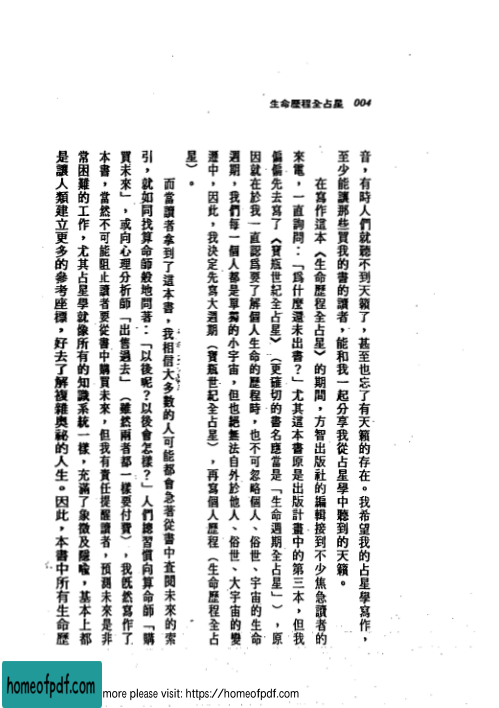 生命歷程全占星 004
音，有時人們就聽不到天籟了，甚至也忘了有天籟的存在。我希望我的占星學寫作，
至少能讓那些買我的書的讀者，能和我一起分享我從占星學中聽到的天籟。
在寫作這本《生命歷程全占星》的期間，方智出版社的編輯接到不少焦急讀者的
來電，一直詢問：「爲什麼還未出書？」尤其這本書原是出版計畫中的第三本，但我
偏偏先去寫了《寶瓶世紀全占星》（更確切的書名應當是「生命週期全占星」），原
因就在於我一直認爲要了解個人生命的歷程時，也不可忽略個人、俗世、宇宙的生命
週期，我們每一個人都是單獨的小宇宙，但也絕無法自外於他人、俗世、大宇宙的變
遷中，因此，我決定先寫大週期（寶瓶世紀全占星），再寫個人歷程（生命歷程全占
星）。
而當讀者拿到了這本書，我相信大多數的人可能都會急著從書中查閱未來的索
引，就如同找算命師般地問著：「以後呢？以後會怎樣？」人們總習慣向算命師「購
買未來」，或向心理分析師「出售過去」（雖然兩者都一樣要付費），我旣然寫作了
本書，當然不可能阻止讀者要從書中購買未來，但我有責任提醒讀者，預測未來是非
常困難的工作，尤其占星學就像所有的知識系統一樣，充滿了象徵及隱喩，基本上都
是讓人類建立更多的參考座標，好去了解複雜奧祕的人生。因此，本書中所有生命歷
homeofpdf.com
more please visit: https://homeofpdf.com